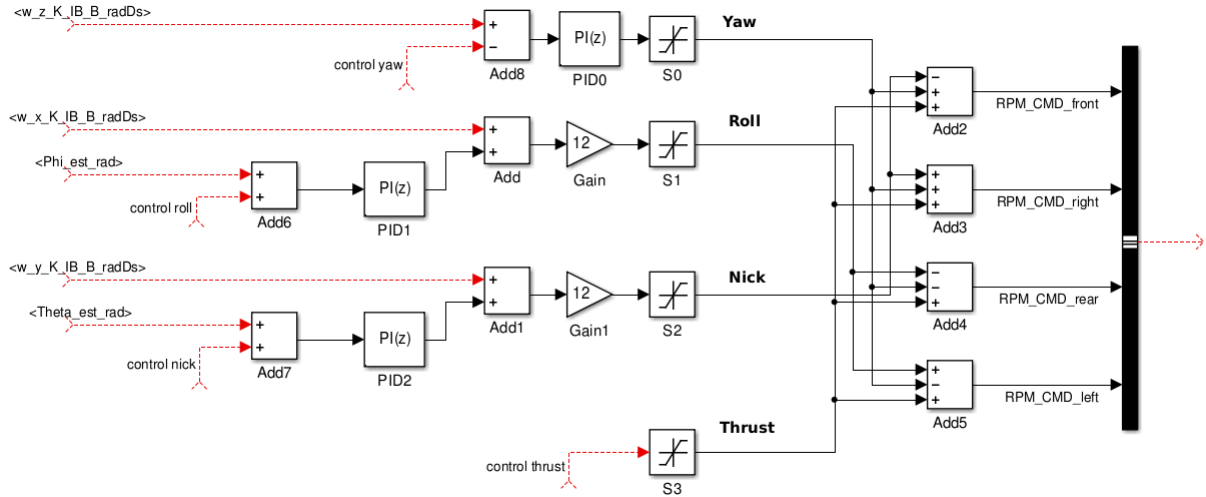 <w_z_K_IB_B_radDs>
control yaw
+
−
Add8
PI(z)
PID0
S0
Yaw
<w_x_K_IB_B_radDs>
<Phi_est_rad>
control roll
+
+
Add6
PI(z)
PID1
+
+
Add
12
Gain
S1
Roll
<w_y_K_IB_B_radDs>
<Theta_est_rad>
control nick
+
+
Add7
PI(z)
PID2
+
+
Add1
12
Gain1
S2
Nick
control thrust
S3
Thrust
−
+
+
Add2
RPM_CMD_front
+
+
+
Add3
RPM_CMD_right
−
−
+
Add4
RPM_CMD_rear
+
−
+
Add5
RPM_CMD_left